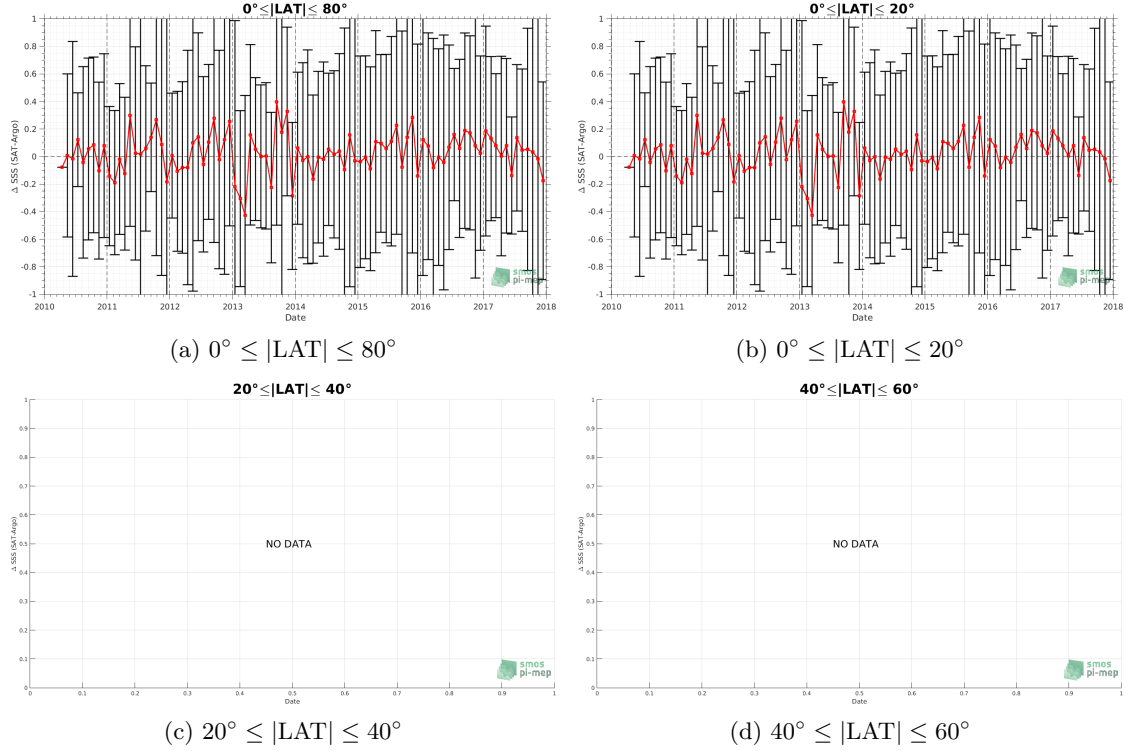 0°≤|LAT|≤ 80°
1
0.8
0.6
0.4
0.2
0
-0.2
-0.4
-0.6
-0.8
-1
Δ SSS (SAT-Argo)
2010 2011 2012 2013 2014 2015 2016 2017 2018
Date
smos
pi-mep
(a) 0° ≤ |LAT| ≤ 80°
0°≤|LAT|≤ 20°
1
0.8
0.6
0.4
0.2
0
-0.2
-0.4
-0.6
-0.8
-1
Δ SSS (SAT-Argo)
2010 2011 2012 2013 2014 2015 2016 2017 2018
Date
smos
pi-mep
(b) 0° ≤ |LAT| ≤ 20°
20°≤|LAT|≤ 40°
1
0.9
0.8
0.7
0.6
0.5
0.4
0.3
0.2
0.1
0
Δ SSS (SAT-Argo)
NO DATA
0 0.1 0.2 0.3 0.4 0.5 0.6 0.7 0.8 0.9 1
Date
smos
pi-mep
(c) 20° ≤ |LAT| ≤ 40°
40°≤|LAT|≤ 60°
1
0.9
0.8
0.7
0.6
0.5
0.4
0.3
0.2
0.1
0
Δ SSS (SAT-Argo)
NO DATA
0 0.1 0.2 0.3 0.4 0.5 0.6 0.7 0.8 0.9 1
Date
smos
pi-mep
(d) 40° ≤ |LAT| ≤ 60°